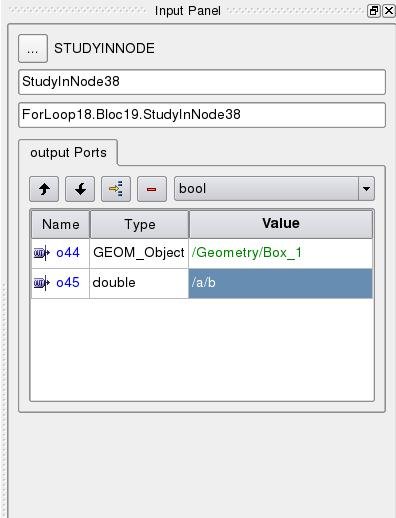 Input Panel
... STUDYINNODE
StudyInNode38
ForLoop18.Bloc19.StudyInNode38
output Ports
bool
Name Type Value
o44 GEOM_Object /Geometry/Box_1
o45 double /a/b